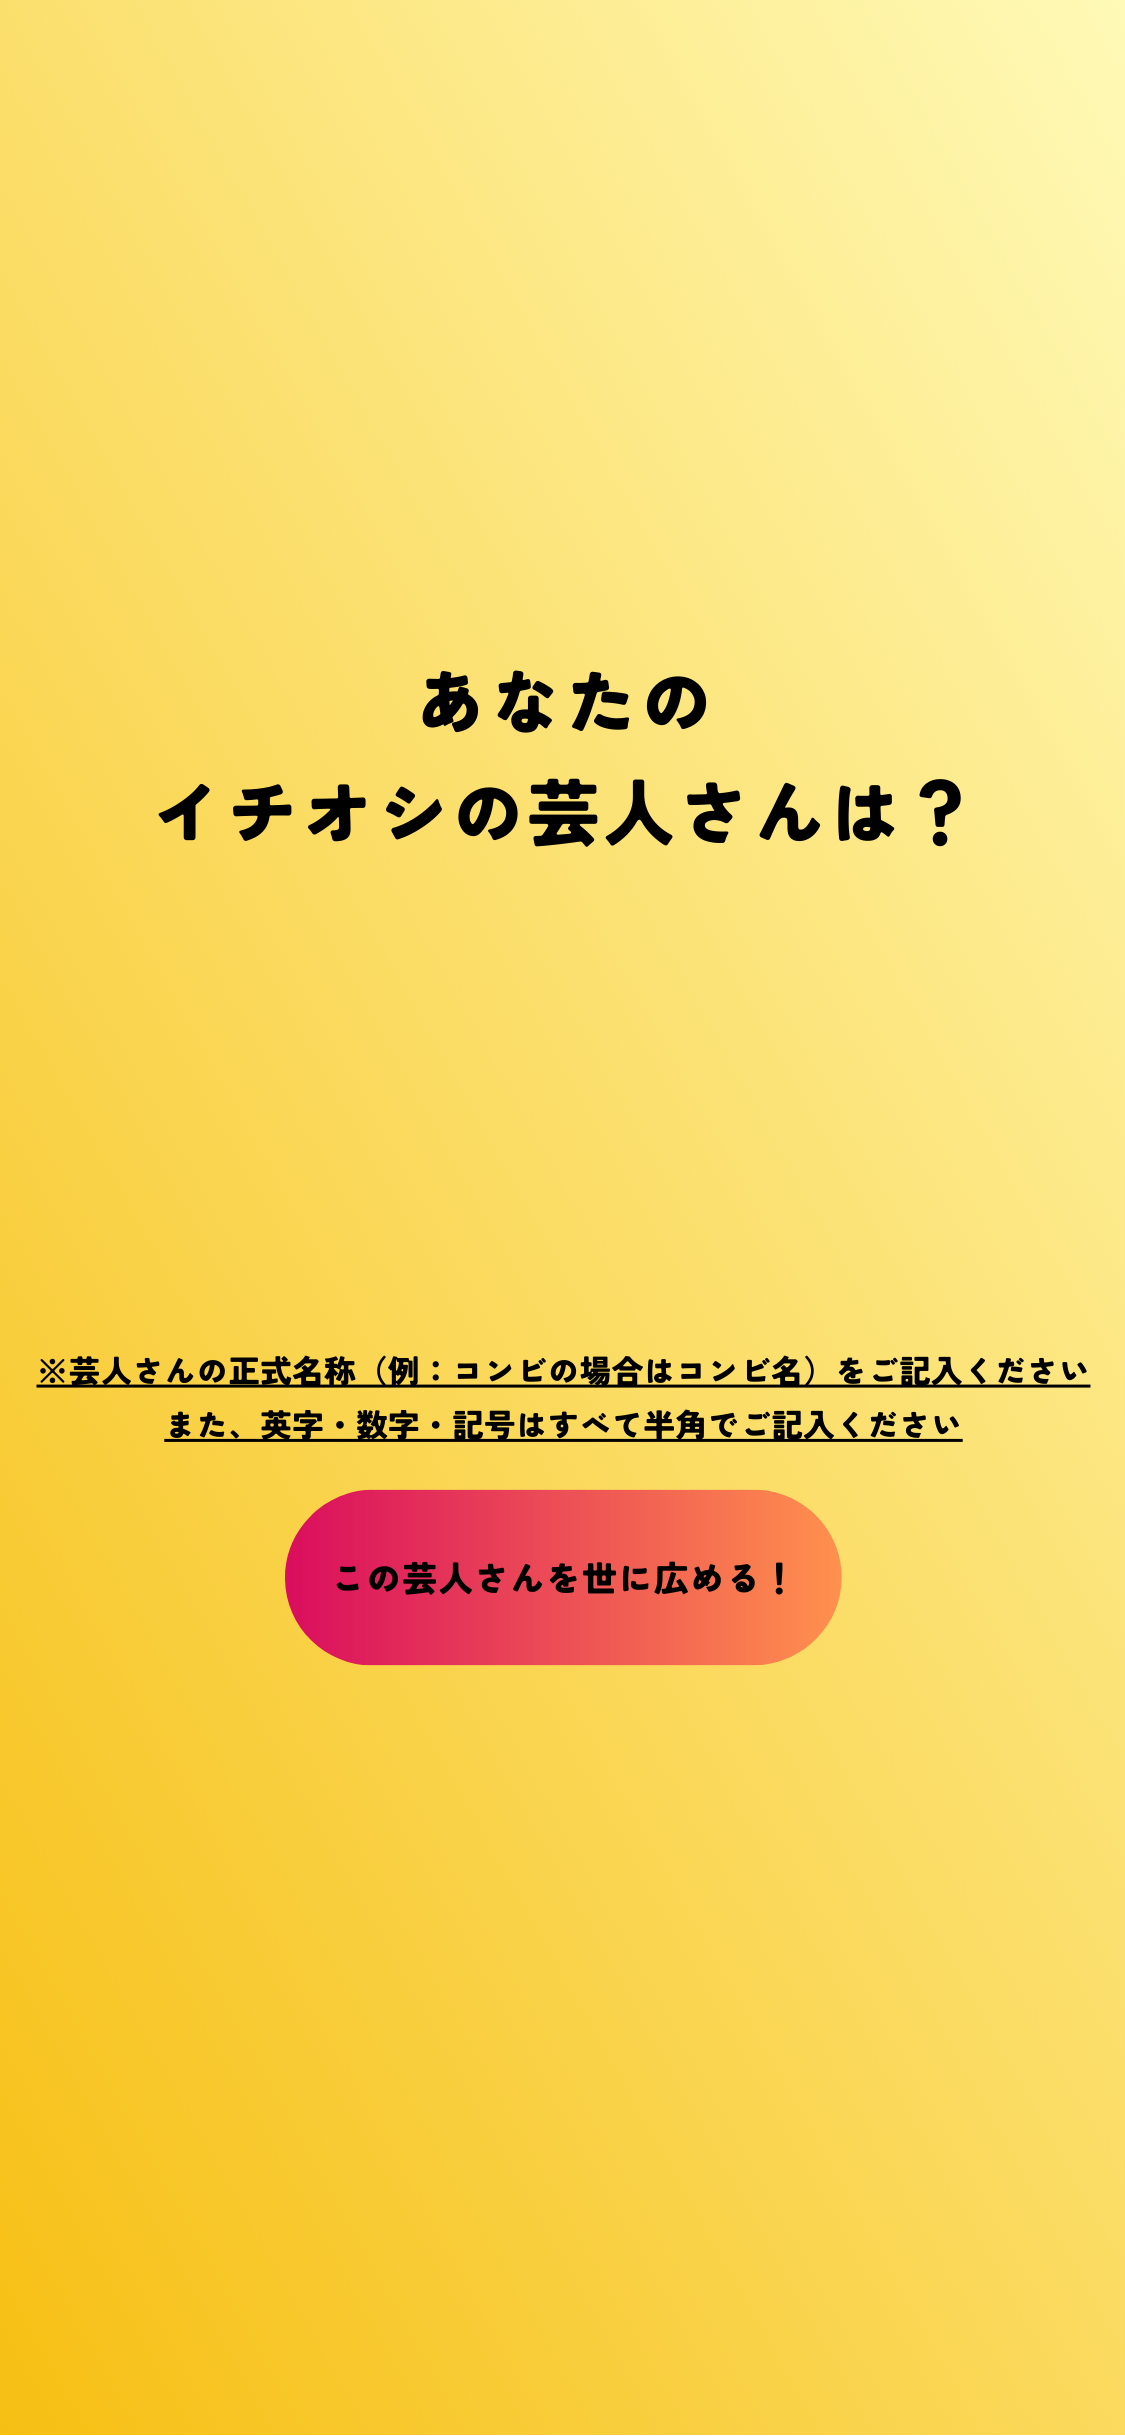 あなたの
イチオシの芸人さんは？
※芸人さんの正式名称（例：コンビの場合はコンビ名）をご記入ください
また、英字・数字・記号はすべて半角でご記入ください
この芸人さんを世に広める！